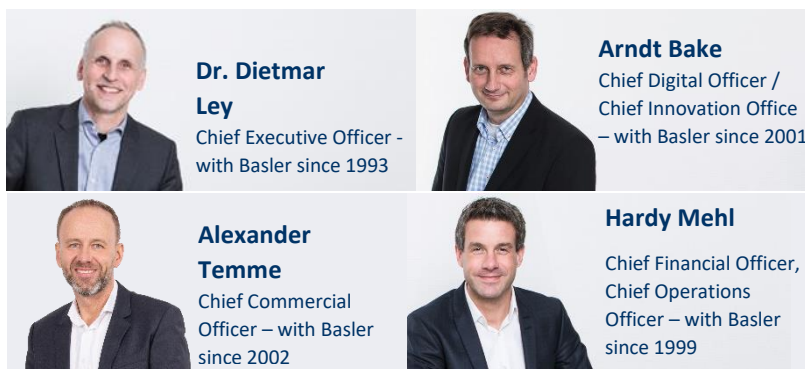 Dr. Dietmar
Ley
Chief Executive Officer -
with Basler since 1993
Arndt Bake
Chief Digital Officer /
Chief Innovation Office
– with Basler since 2001
Alexander
Temme
Chief Commercial
Officer – with Basler
since 2002
Hardy Mehl
Chief Financial Officer,
Chief Operations
Officer – with Basler
since 1999